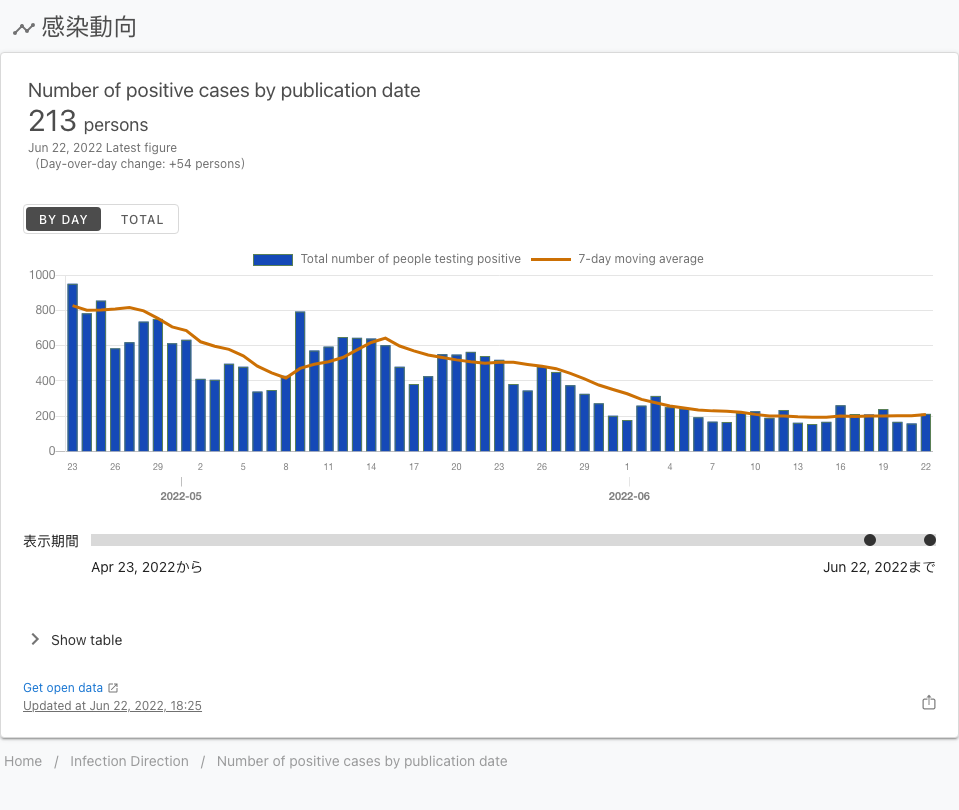 感染動向
Number of positive cases by publication date
213 persons
Jun 22, 2022 Latest figure
(Day-over-day change: +54 persons)
BY DAY TOTAL
Total number of people testing positive 7-day moving average
1000
800
600
400
200
0
23 26 29 2 5 8 11 14 17 20 23 26 29 1 4 7 10 13 16 19 22
2022-05 2022-06
表示期間
Apr 23, 2022から Jun 22, 2022まで
Show table
Get open data
Updated at Jun 22, 2022, 18:25
Home / Infection Direction / Number of positive cases by publication date